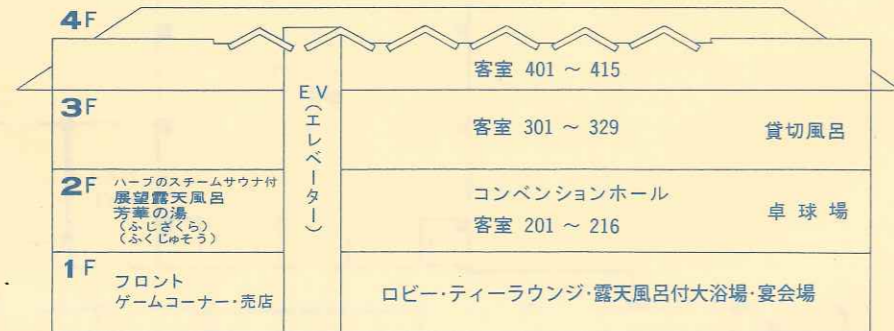 4F
客室 401 ～ 415
EV(エレベーター)
3F
客室 301 ～ 329
貸切風呂
2F
ハーブのスチームサウナ付
展望露天風呂
芳華の湯
(ふじざくら)
(ふくじゅそう)
コンベンションホール
客室 201 ～ 216
卓球場
1F
フロント
ゲームコーナー・売店
ロビー・ティーラウンジ・露天風呂付大浴場・宴会場